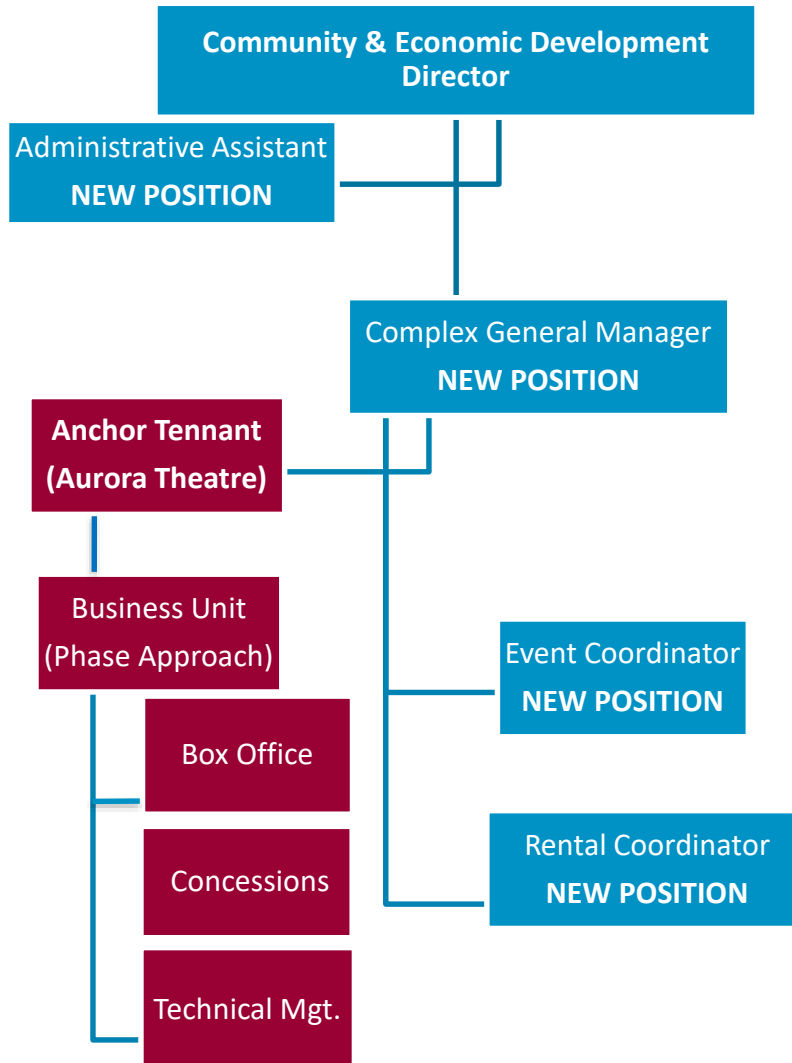 Community & Economic Development
Director
Administrative Assistant
NEW POSITION
Complex General Manager
NEW POSITION
Anchor Tennant
(Aurora Theatre)
Business Unit
(Phase Approach)
Event Coordinator
NEW POSITION
Box Office
Concessions
Rental Coordinator
NEW POSITION
Technical Mgt.